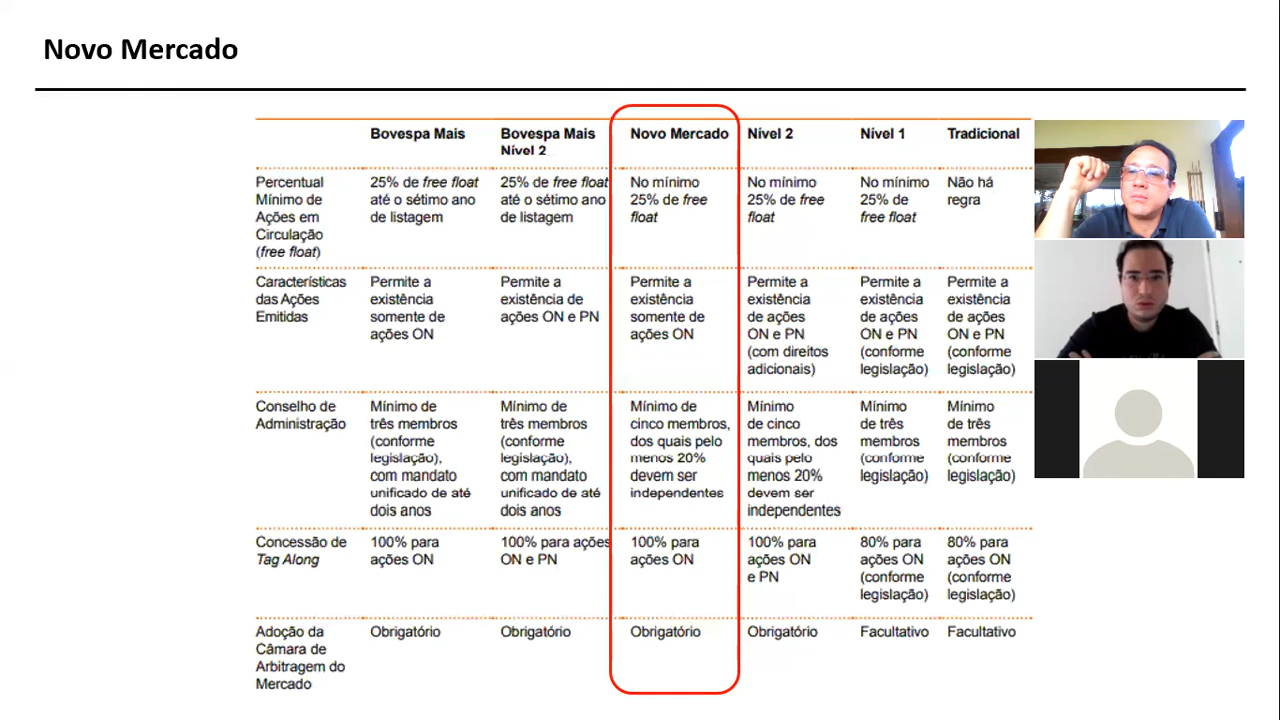 Novo Mercado
Bovespa Mais
Bovespa Mais
Nível 2
Novo Mercado
Nível 2
Nível 1
Tradicional
Percentual
Mínimo de
Ações em
Circulação
(free float)
25% de free float
até o sétimo ano
de listagem
25% de free float
até o sétimo ano
de listagem
No mínimo
25% de free
float
No mínimo
25% de free
float
No mínimo
25% de
free float
Não há
regra
Características
das Ações
Emitidas
Permite a
existência
somente de
ações ON
Permite a
existência de
ações ON e PN
Permite a
existência
somente de
ações ON
Permite a
existência
de ações
ON e PN
(com direitos
adicionais)
Permite a
existência
de ações
ON e PN
(conforme
legislação)
Permite a
existência
de ações
ON e PN
(conforme
legislação)
Conselho de
Administração
Mínimo de
três membros
(conforme
legislação),
com mandato
unificado de até
dois anos
Mínimo de
três membros
(conforme
legislação),
com mandato
unificado de até
dois anos
Mínimo de
cinco membros,
dos quais pelo
menos 20%
devem ser
independentes
Mínimo
de cinco
membros, dos
quais pelo
menos 20%
devem ser
independentes
Mínimo
de três
membros
(conforme
legislação)
Mínimo
de três
membros
(conforme
legislação)
Concessão de
Tag Along
100% para
ações ON
100% para ações
ON e PN
100% para
ações ON
100% para
ações ON
e PN
80% para
ações ON
(conforme
legislação)
80% para
ações ON
(conforme
legislação)
Adoção da
Câmara de
Arbitragem do
Mercado
Obrigatório
Obrigatório
Obrigatório
Obrigatório
Facultativo
Facultativo